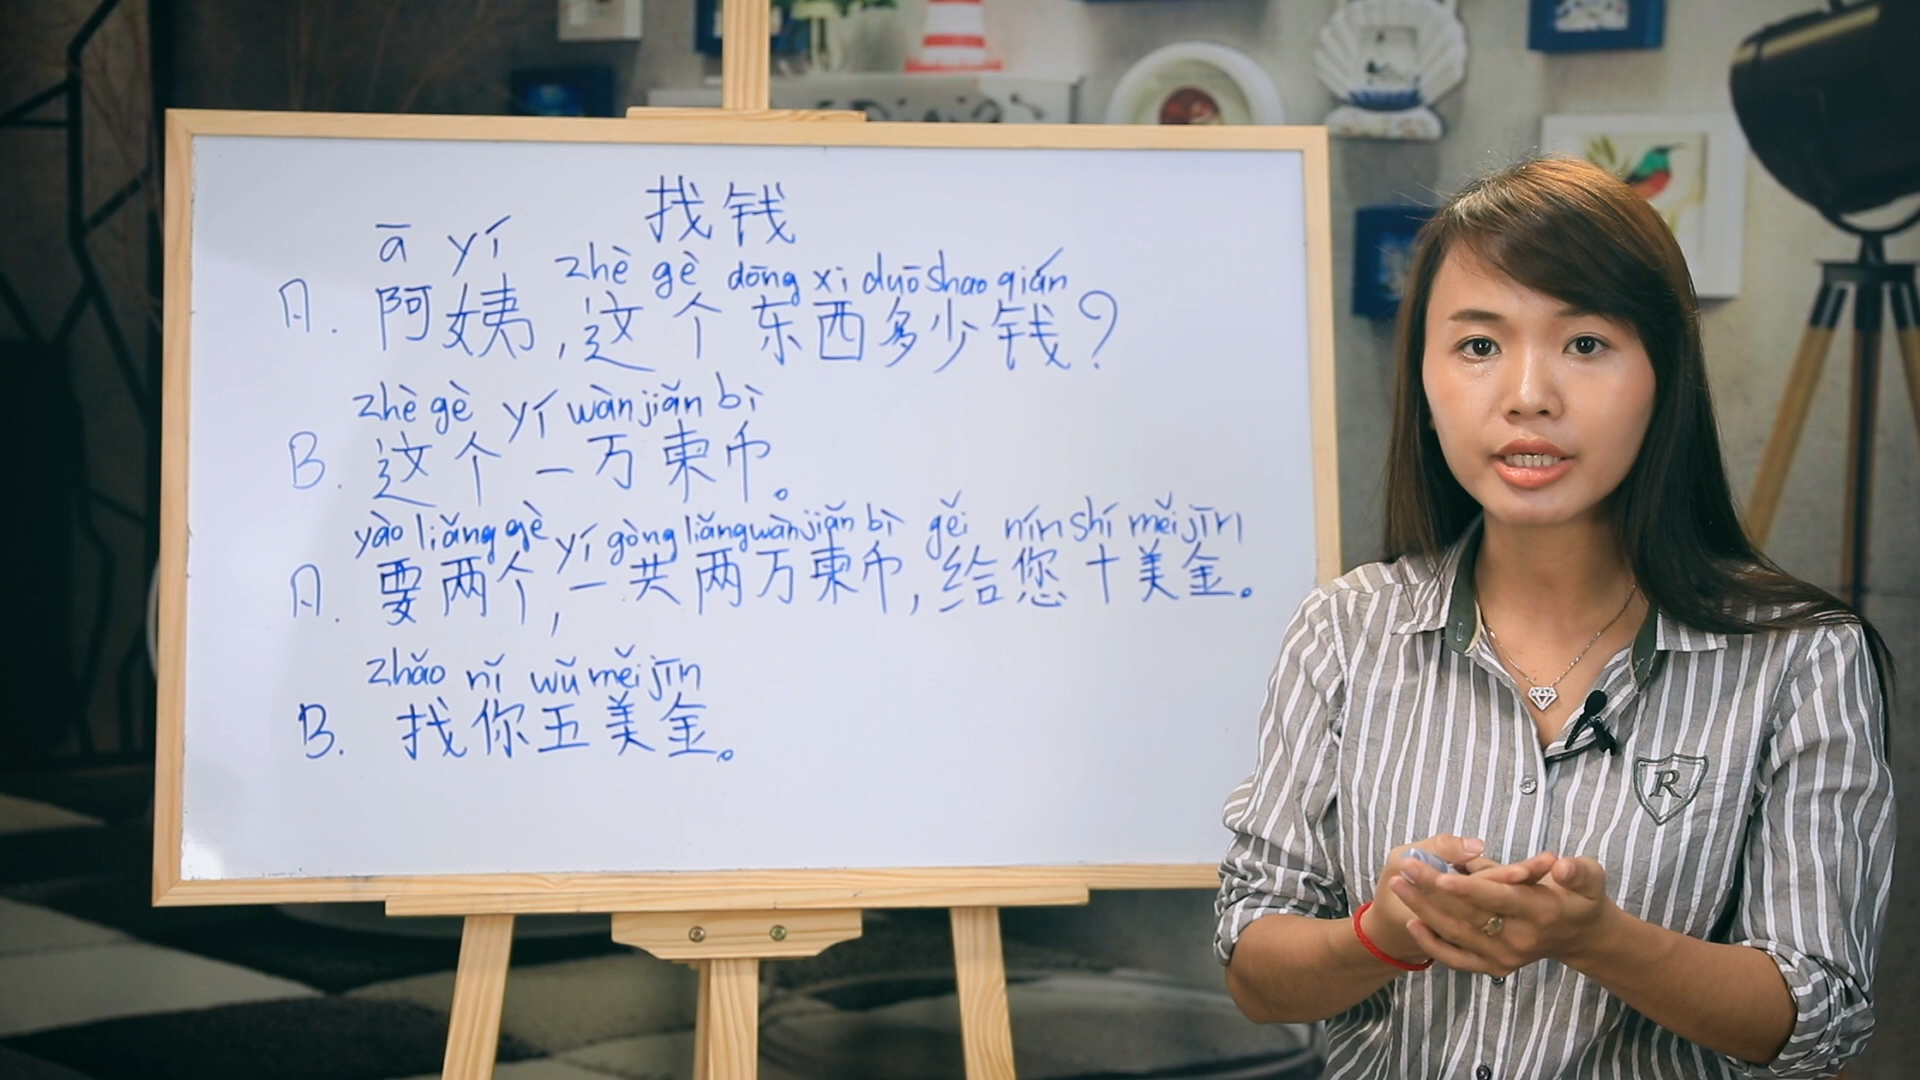 找钱
ā yí zhè gè dōng xi duō shao qián
A. 阿姨,这个东西多少钱?
zhè gè yí wàn jiǎn bì
B. 这个一万柬币。
yào liǎng gè yí gòng liǎng wàn jiǎn bì gěi nín shí měi jīn
A. 要两个,一共两万柬币,给您十美金。
zhǎo nǐ wǔ měi jīn
B. 找你五美金。
R